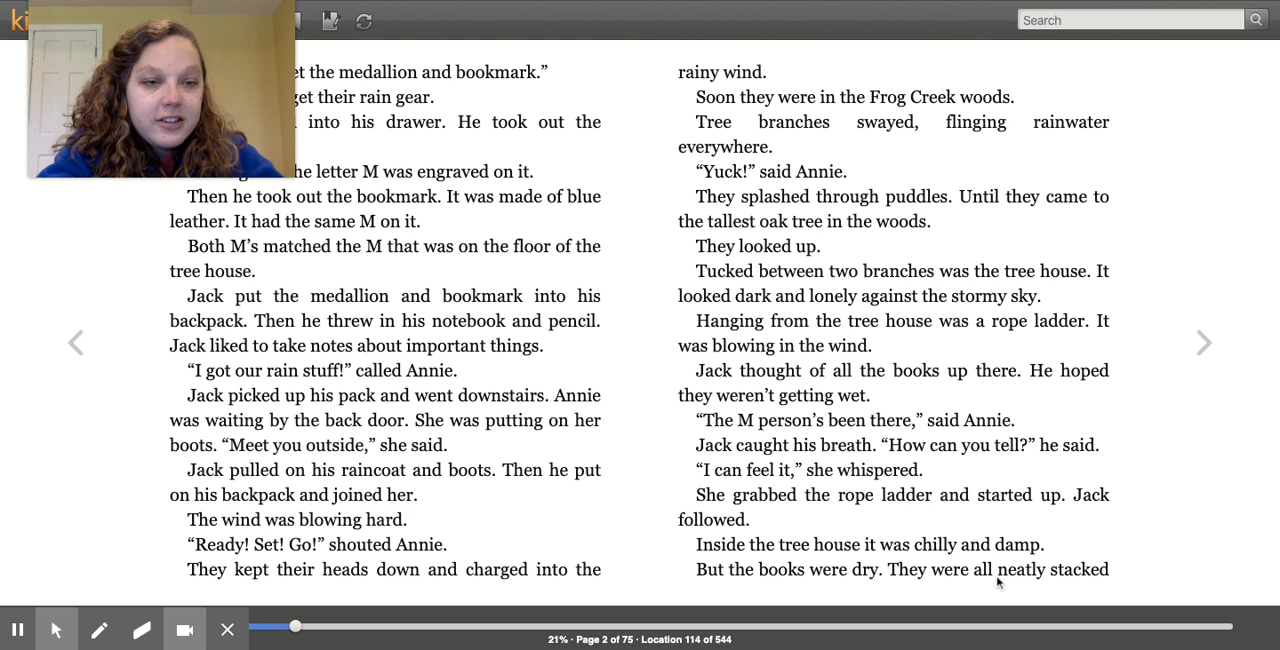 ki
Search
et the medallion and bookmark.”
get their rain gear.
into his drawer. He took out the
he letter M was engraved on it.
Then he took out the bookmark. It was made of blue
leather. It had the same M on it.
Both M’s matched the M that was on the floor of the
tree house.
Jack put the medallion and bookmark into his
backpack. Then he threw in his notebook and pencil.
Jack liked to take notes about important things.
“I got our rain stuff!” called Annie.
Jack picked up his pack and went downstairs. Annie
was waiting by the back door. She was putting on her
boots. “Meet you outside,” she said.
Jack pulled on his raincoat and boots. Then he put
on his backpack and joined her.
The wind was blowing hard.
“Ready! Set! Go!” shouted Annie.
They kept their heads down and charged into the
rainy wind.
Soon they were in the Frog Creek woods.
Tree branches swayed, flinging rainwater
everywhere.
“Yuck!” said Annie.
They splashed through puddles. Until they came to
the tallest oak tree in the woods.
They looked up.
Tucked between two branches was the tree house. It
looked dark and lonely against the stormy sky.
Hanging from the tree house was a rope ladder. It
was blowing in the wind.
Jack thought of all the books up there. He hoped
they weren’t getting wet.
“The M person’s been there,” said Annie.
Jack caught his breath. “How can you tell?” he said.
“I can feel it,” she whispered.
She grabbed the rope ladder and started up. Jack
followed.
Inside the tree house it was chilly and damp.
But the books were dry. They were all neatly stacked
21% · Page 2 of 75 · Location 114 of 544